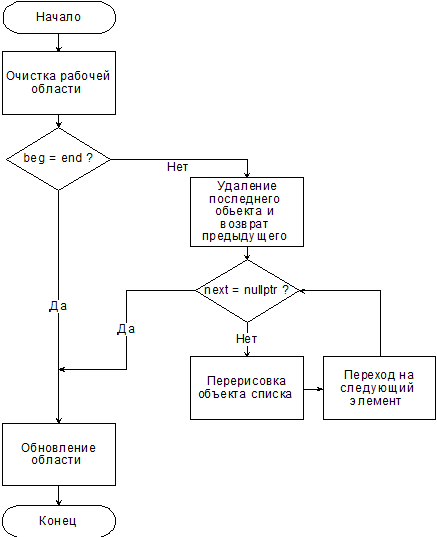 Начало
Очистка рабочей
области
beg = end ?
Нет
Удаление
последнего
обьекта и
возврат
предыдущего
next = nullptr ?
Да
Да
Нет
Перерисовка
объекта списка
Переход на
следующий
элемент
Обновление
области
Конец